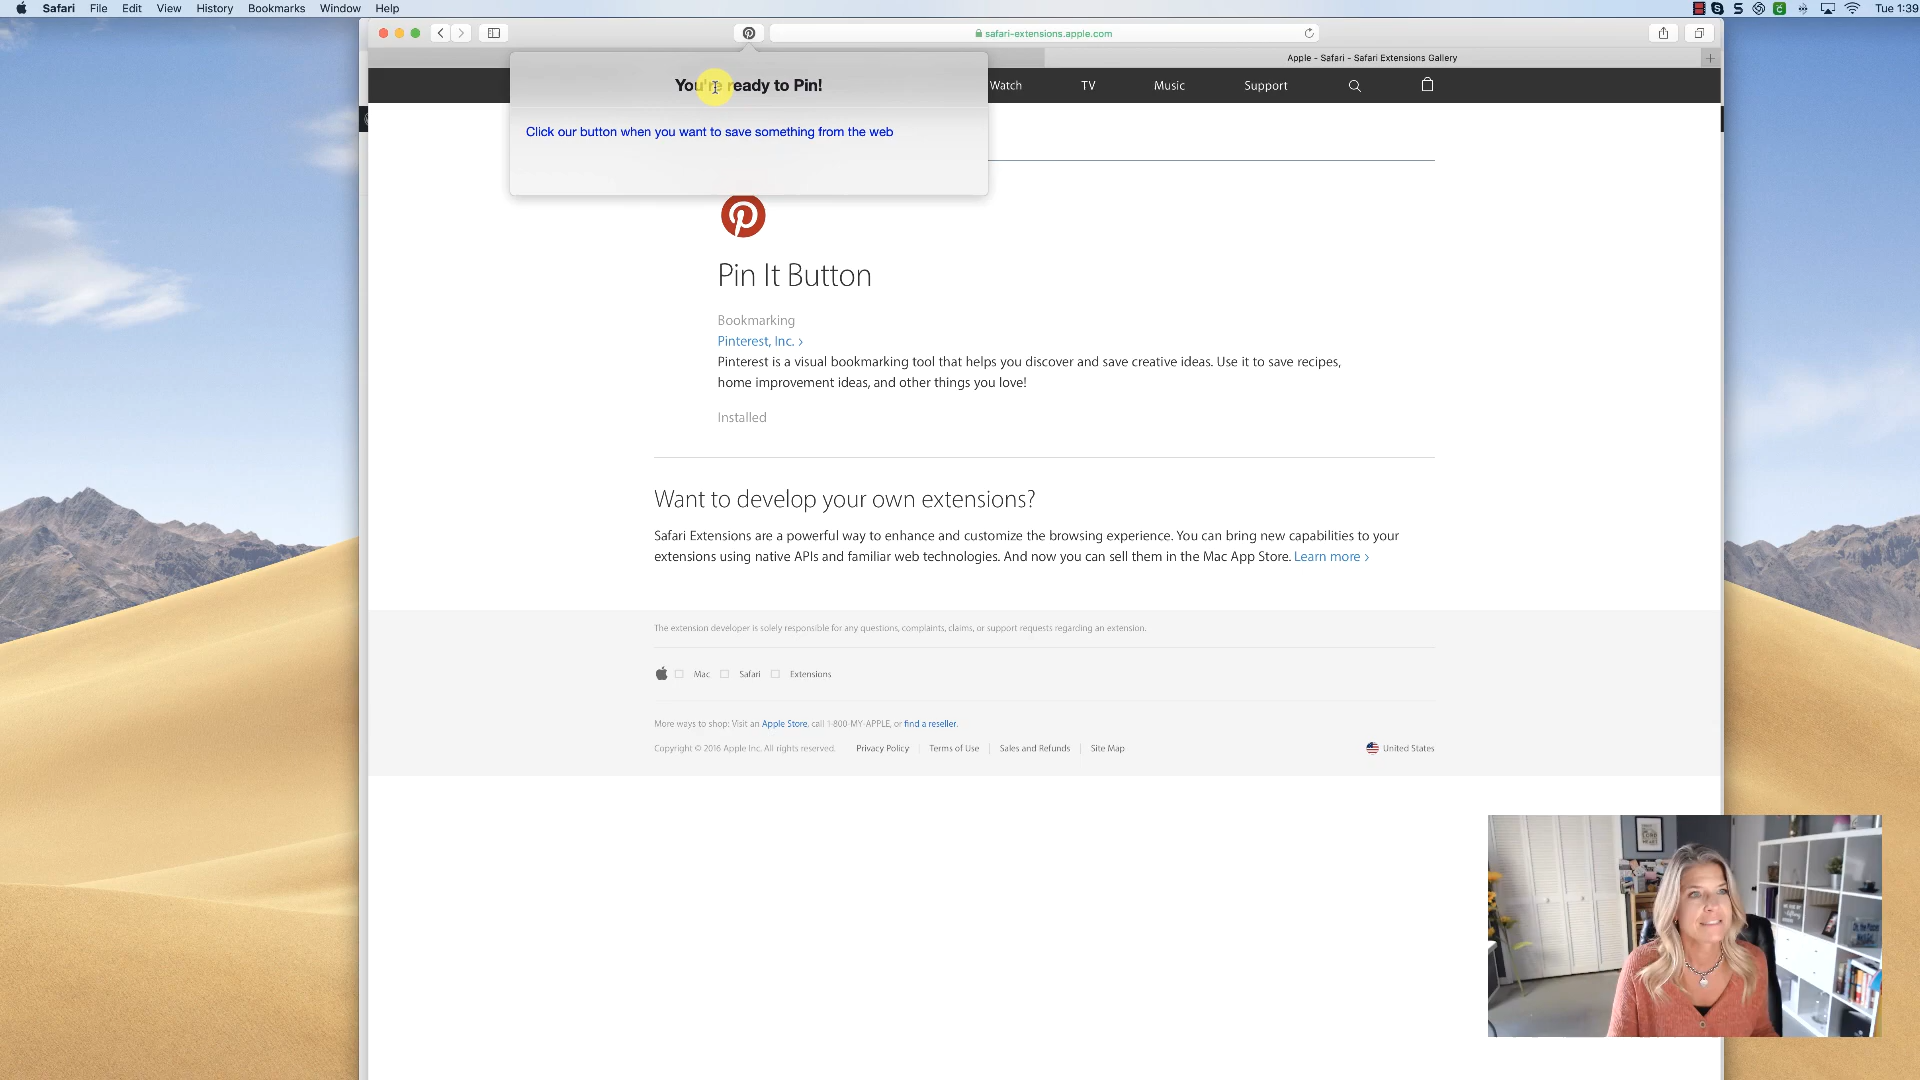 Safari File Edit View History Bookmarks Window Help Tue 1:39
safari-extensions.apple.com
Apple - Safari - Safari Extensions Gallery
You're ready to Pin!
Watch TV Music Support
Click our button when you want to save something from the web
Pin It Button
Bookmarking
Pinterest, Inc. ›
Pinterest is a visual bookmarking tool that helps you discover and save creative ideas. Use it to save recipes,
home improvement ideas, and other things you love!
Installed
Want to develop your own extensions?
Safari Extensions are a powerful way to enhance and customize the browsing experience. You can bring new capabilities to your
extensions using native APIs and familiar web technologies. And now you can sell them in the Mac App Store. Learn more ›
The extension developer is solely responsible for any questions, complaints, claims, or support requests regarding an extension.
Mac Safari Extensions
More ways to shop: Visit an Apple Store, call 1-800-MY-APPLE, or find a reseller.
Copyright © 2016 Apple Inc. All rights reserved. Privacy Policy Terms of Use Sales and Refunds Site Map United States